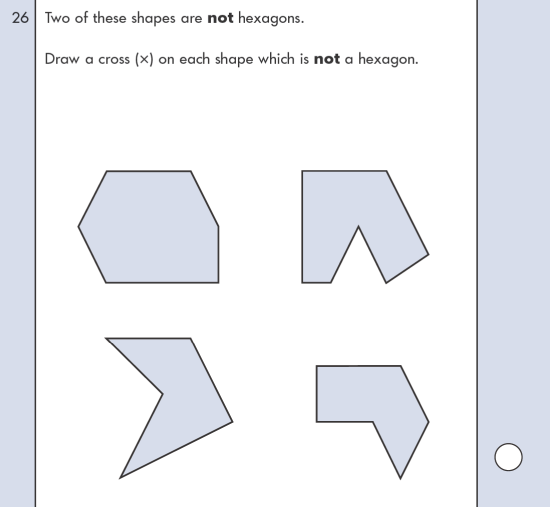 26 Two of these shapes are not hexagons.
Draw a cross (×) on each shape which is not a hexagon.